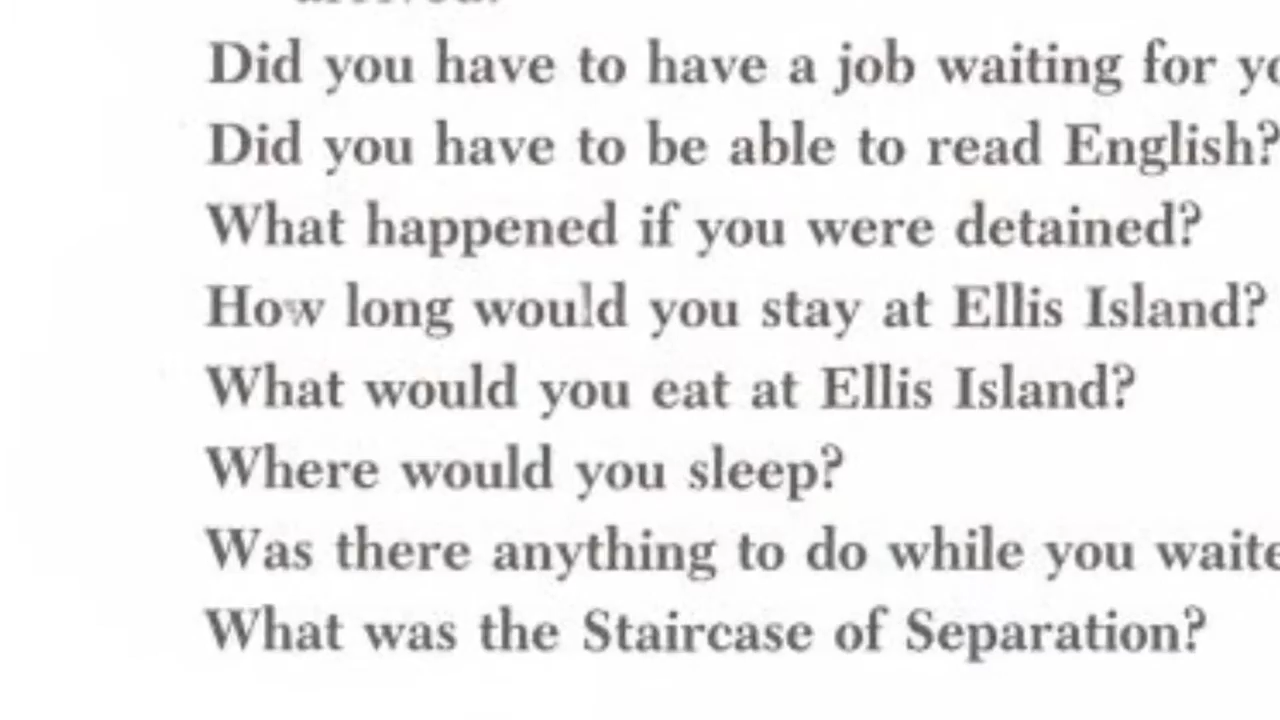 Did you have to have a job waiting for
Did you have to be able to read English?
What happened if you were detained?
How long would you stay at Ellis Island?
What would you eat at Ellis Island?
Where would you sleep?
Was there anything to do while you
What was the Staircase of Separation?